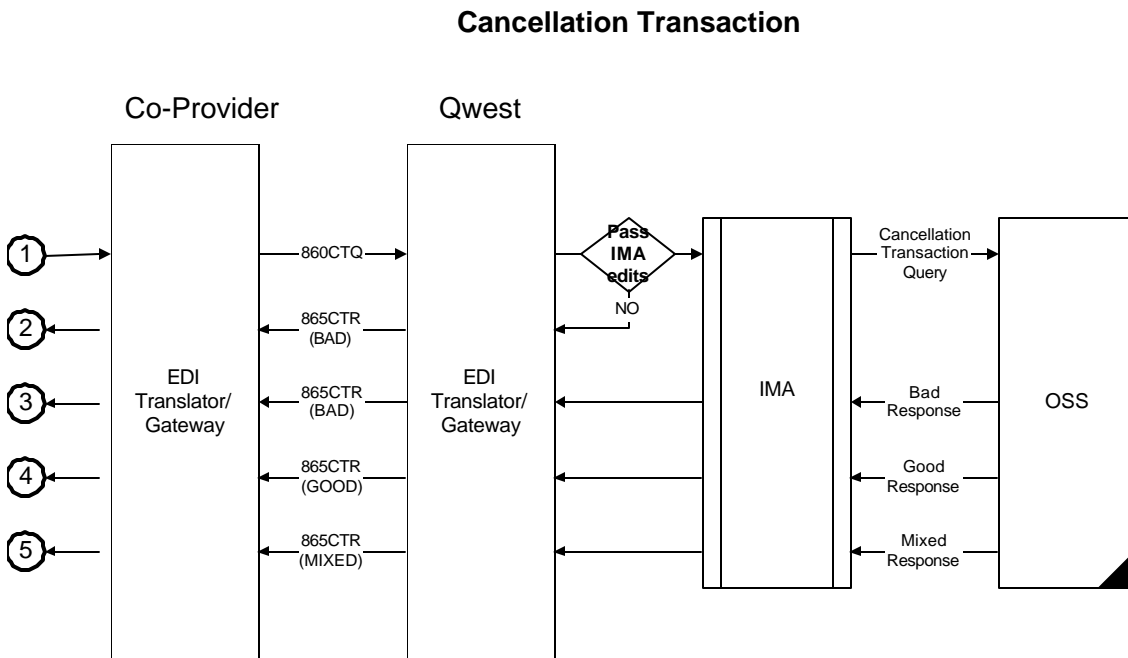 Cancellation Transaction
Co-Provider
Qwest
1
860CTQ
Pass
IMA
edits
NO
Cancellation
Transaction
Query
2
865CTR
(BAD)
3
EDI
Translator/
Gateway
865CTR
(BAD)
EDI
Translator/
Gateway
IMA
Bad
Response
OSS
4
865CTR
(GOOD)
Good
Response
5
865CTR
(MIXED)
Mixed
Response